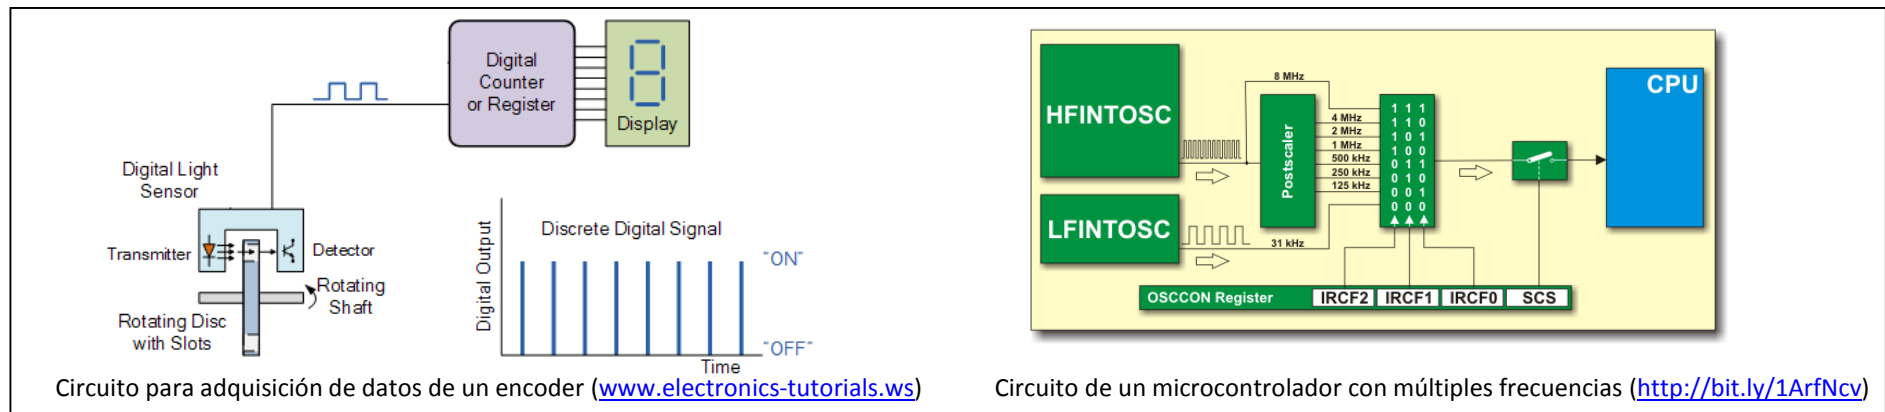 Digital
Counter
or Register
Display
Digital Light
Sensor
Transmitter
Detector
Rotating
Shaft
Rotating Disc
with Slots
Discrete Digital Signal
Digital Output
"ON"
"OFF"
Time
Circuito para adquisición de datos de un encoder (www.electronics-tutorials.ws)
HFINTOSC
LFINTOSC
8 MHz
Postscaler
4 MHz
2 MHz
1 MHz
500 kHz
250 kHz
125 kHz
31 kHz
1 1 1
1 1 0
1 0 1
1 0 0
0 1 1
0 1 0
0 0 1
0 0 0
CPU
OSCCON Register
IRCF2 IRCF1 IRCF0 SCS
Circuito de un microcontrolador con múltiples frecuencias (http://bit.ly/1ArfNcv)